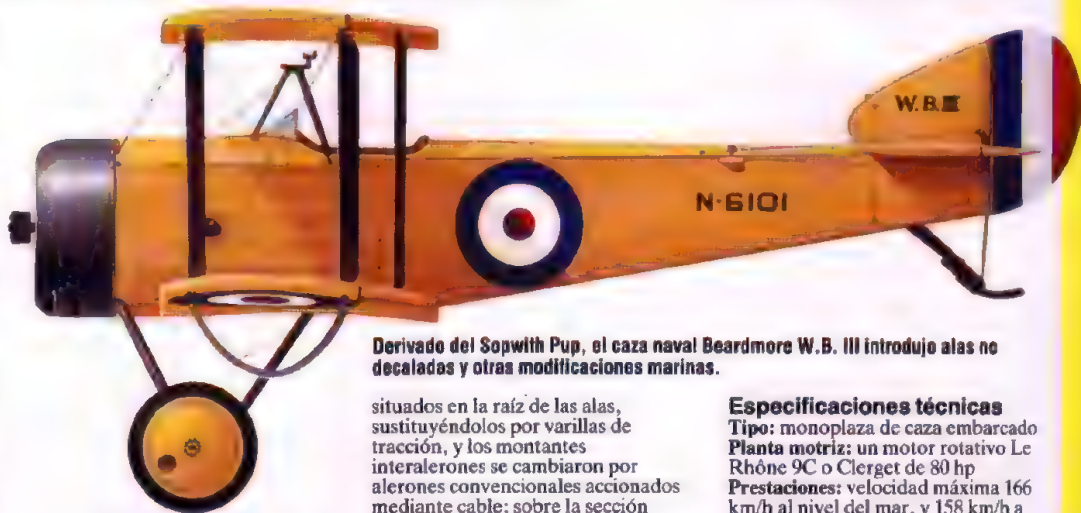 W.B.III
N-6101
Derivado del Sopwith Pup, el caza naval Beardmore W.B. III introdujo alas no
decaladas y otras modificaciones marinas.
situados en la raíz de las alas,
sustituyéndolos por varillas de
tracción, y los montantes
interalerones se cambiaron por
alerones convencionales accionados
mediante cable; sobre la sección
Especificaciones técnicas
Tipo: monoplaza de caza embarcado
Planta motriz: un motor rotativo Le
Rhône 9C o Clerget de 80 hp
Prestaciones: velocidad máxima 166
km/h al nivel del mar, y 158 km/h a